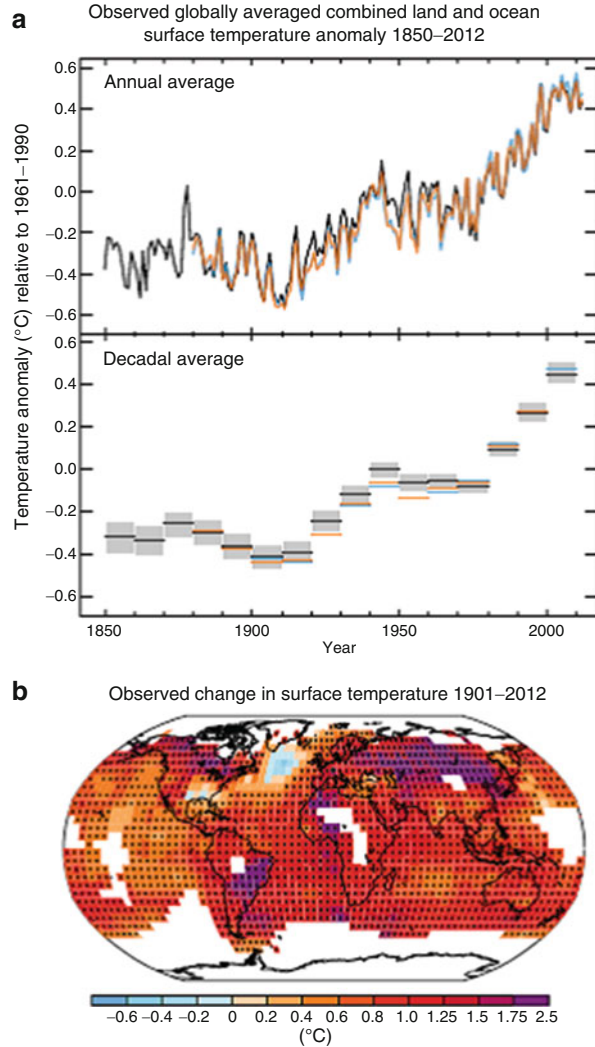 a
Observed globally averaged combined land and ocean
surface temperature anomaly 1850–2012
Temperature anomaly (°C) relative to 1961–1990
Annual average
0.6
0.4
0.2
0.0
−0.2
−0.4
−0.6
Decadal average
0.6
0.4
0.2
0.0
−0.2
−0.4
−0.6
1850 1900 1950 2000
Year
b
Observed change in surface temperature 1901–2012
−0.6 −0.4 −0.2 0 0.2 0.4 0.6 0.8 1.0 1.25 1.5 1.75 2.5
(°C)